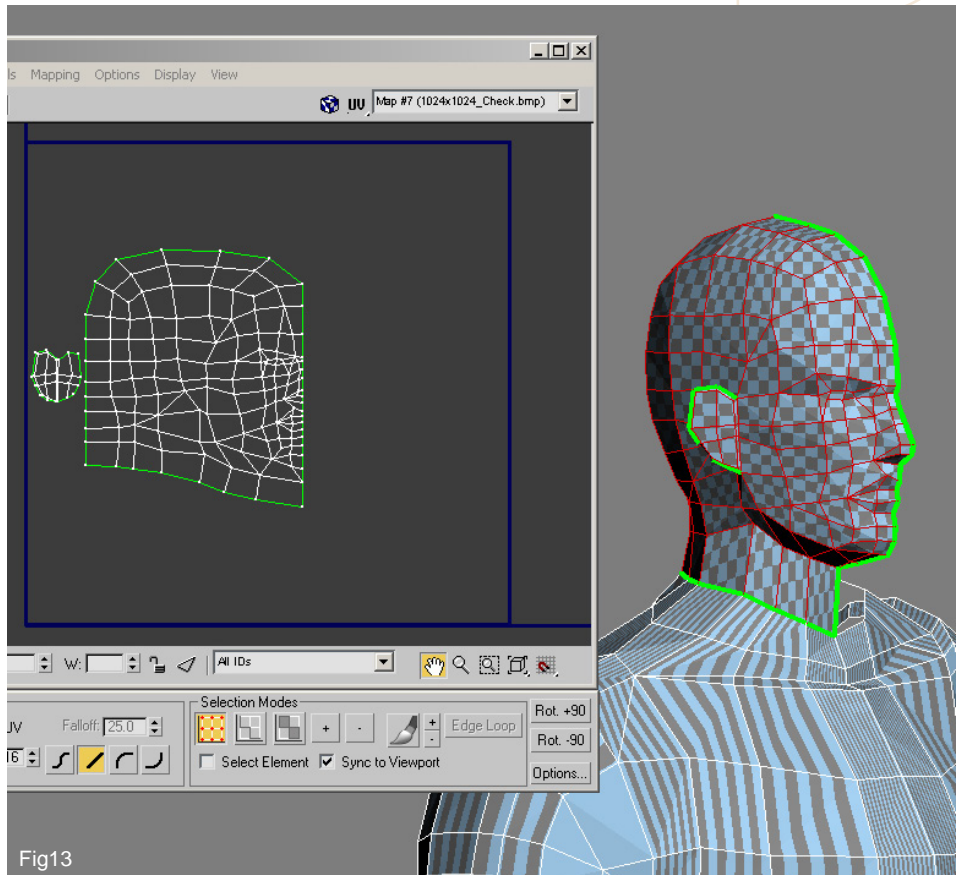 ls Mapping Options Display View
UV Map #7 (1024x1024_Check.bmp)
W: All IDs
Selection Modes
UV Falloff: 25.0 + - + - Edge Loop Rot. +90
Rot. -90
16 Select Element Sync to Viewport
Options...
Fig13